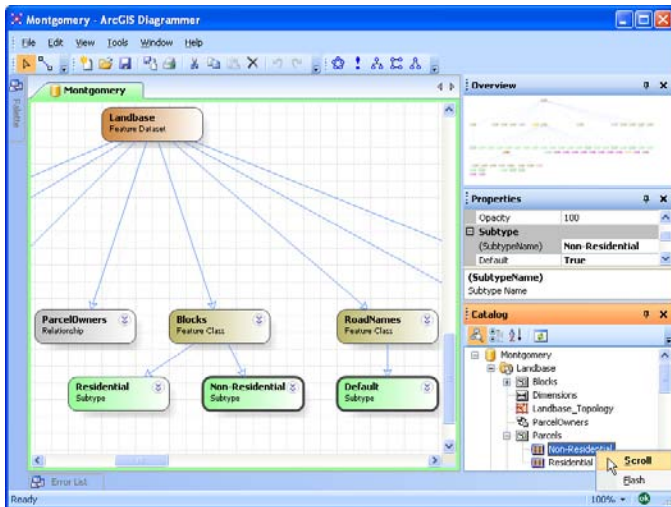 Montgomery - ArcGIS Diagrammer
File Edit View Tools Window Help
Palette
Montgomery
Landbase
Feature Dataset
ParcelOwners
Relationship
Blocks
Feature Class
RoadNames
Feature Class
Residential
Subtype
Non-Residential
Subtype
Default
Subtype
Error List
Overview
Properties
Opacity 100
Subtype
(SubtypeName) Non-Residential
Default True
(SubtypeName)
Subtype Name
Catalog
Montgomery
Landbase
Blocks
Dimensions
Landbase_Topology
ParcelOwners
Parcels
Non-Residential
Residential
Scroll
Flash
Ready
100%
ok